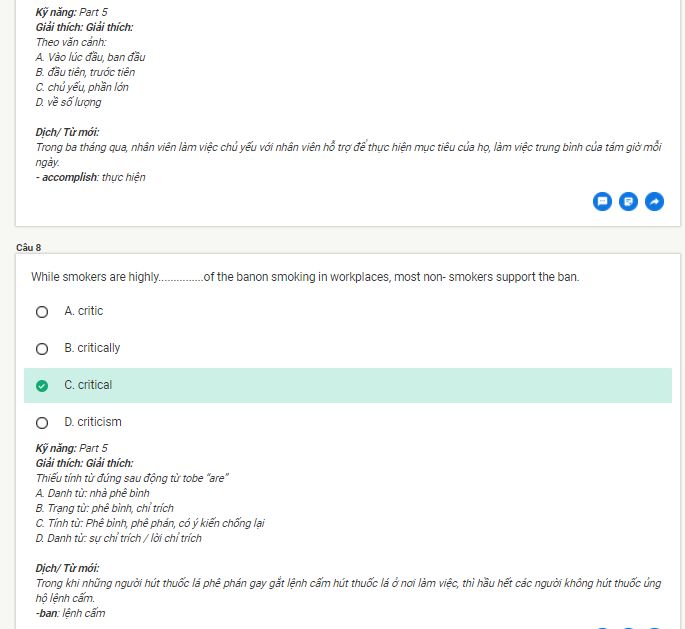 Kỹ năng: Part 5
Giải thích: Giải thích:
Theo văn cảnh:
A. Vào lúc đầu, ban đầu
B. đầu tiên, trước tiên
C. chủ yếu, phần lớn
D. về số lượng
Dịch/ Từ mới:
Trong ba tháng qua, nhân viên làm việc chủ yếu với nhân viên hỗ trợ để thực hiện mục tiêu của họ, làm việc trung bình của tám giờ mỗi
ngày.
- accomplish: thực hiện
Câu 8
While smokers are highly...............of the banon smoking in workplaces, most non- smokers support the ban.
A. critic
B. critically
C. critical
D. criticism
Kỹ năng: Part 5
Giải thích: Giải thích:
Thiếu tính từ đứng sau động từ tobe “are”
A. Danh từ: nhà phê bình
B. Trạng từ: phê bình, chỉ trích
C. Tính từ: Phê bình, phê phán, có ý kiến chống lại
D. Danh từ: sự chỉ trích / lời chỉ trích
Dịch/ Từ mới:
Trong khi những người hút thuốc lá phê phán gay gắt lệnh cấm hút thuốc lá ở nơi làm việc, thì hầu hết các người không hút thuốc ủng
hộ lệnh cấm.
-ban: lệnh cấm